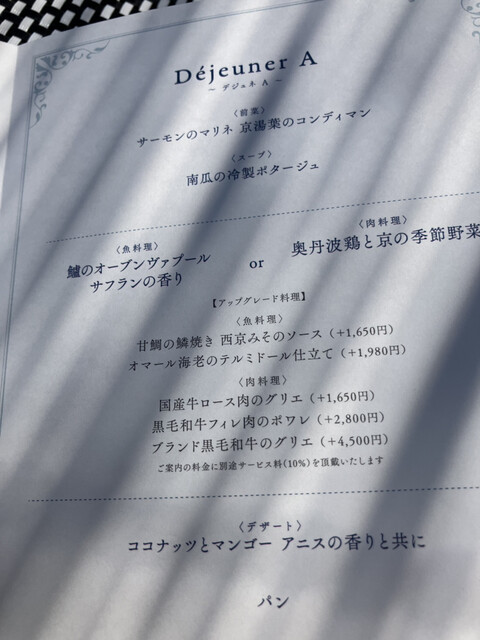 Déjeuner A
～ デジュネ A ～
〈前菜〉
サーモンのマリネ 京湯葉のコンディマン
〈スープ〉
南瓜の冷製ポタージュ
〈魚料理〉
鱸のオーブンヴァプール
サフランの香り
or
〈肉料理〉
奥丹波鶏と京の季節野菜
【アップグレード料理】
〈魚料理〉
甘鯛の鱗焼き 西京みそのソース（+1,650円）
オマール海老のテルミドール仕立て（+1,980円）
〈肉料理〉
国産牛ロース肉のグリエ（+1,650円）
黒毛和牛フィレ肉のポワレ（+2,800円）
ブランド黒毛和牛のグリエ（+4,500円）
ご案内の料金に別途サービス料(10%)を頂戴いたします
〈デザート〉
ココナッツとマンゴー アニスの香りと共に
パン